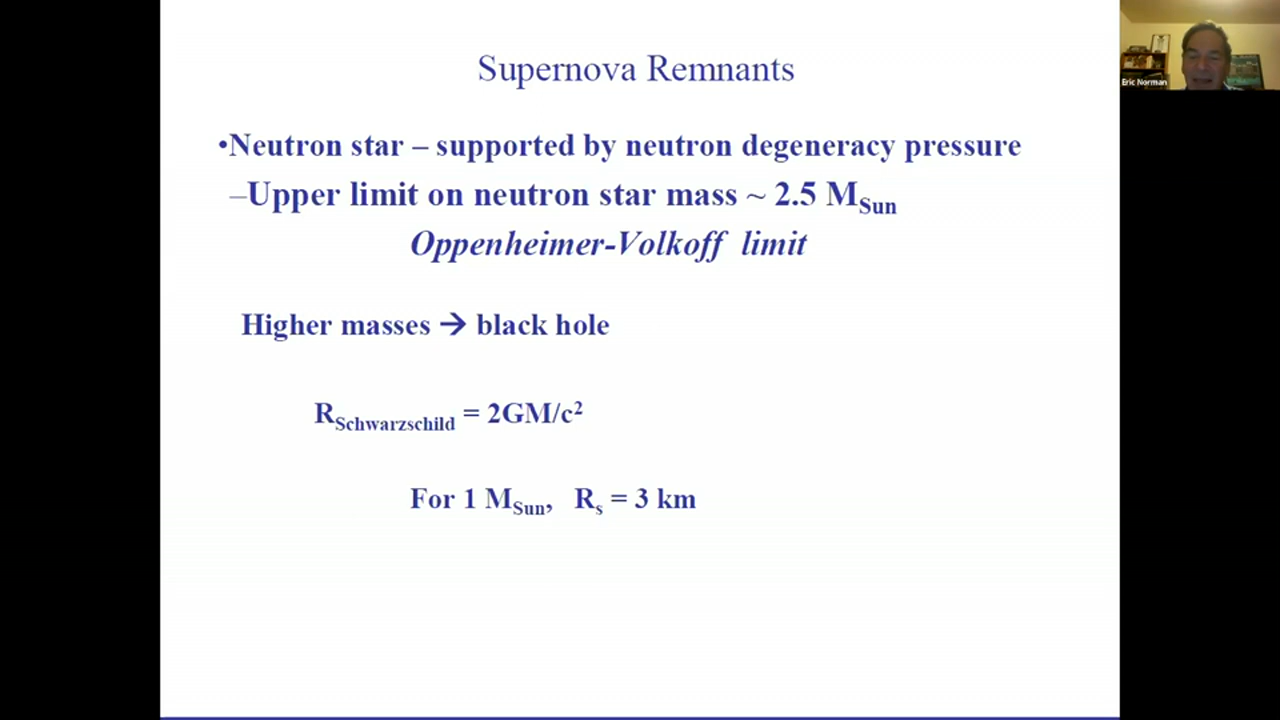 Supernova Remnants
•Neutron star – supported by neutron degeneracy pressure
–Upper limit on neutron star mass ~ 2.5 MSun
Oppenheimer-Volkoff limit
Higher masses → black hole
RSchwarzschild = 2GM/c²
For 1 MSun, Rs = 3 km
Eric Norman